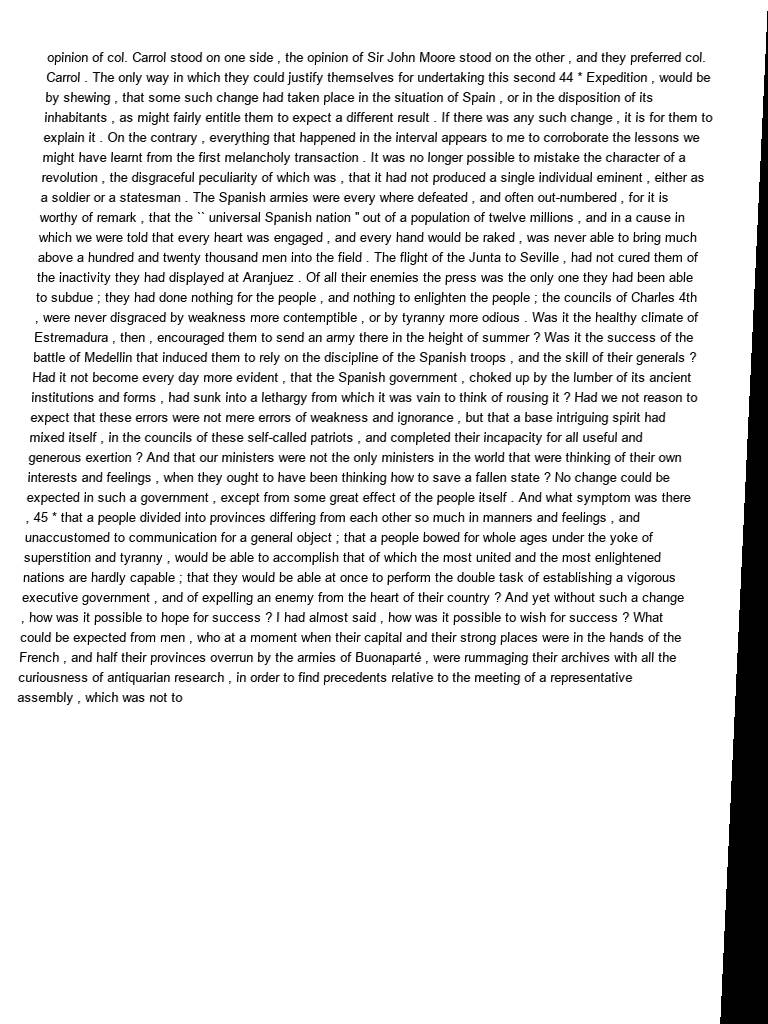 opinion of col. Carrol stood on one side , the opinion of Sir John Moore stood on the other , and they preferred col.
Carrol . The only way in which they could justify themselves for undertaking this second 44 * Expedition , would be
by shewing , that some such change had taken place in the situation of Spain , or in the disposition of its
inhabitants , as might fairly entitle them to expect a different result . If there was any such change , it is for them to
explain it . On the contrary , everything that happened in the interval appears to me to corroborate the lessons we
might have learnt from the first melancholy transaction . It was no longer possible to mistake the character of a
revolution , the disgraceful peculiarity of which was , that it had not produced a single individual eminent , either as
a soldier or a statesman . The Spanish armies were every where defeated , and often out-numbered , for it is
worthy of remark , that the `` universal Spanish nation " out of a population of twelve millions , and in a cause in
which we were told that every heart was engaged , and every hand would be raked , was never able to bring much
above a hundred and twenty thousand men into the field . The flight of the Junta to Seville , had not cured them of
the inactivity they had displayed at Aranjuez . Of all their enemies the press was the only one they had been able
to subdue ; they had done nothing for the people , and nothing to enlighten the people ; the councils of Charles 4th
, were never disgraced by weakness more contemptible , or by tyranny more odious . Was it the healthy climate of
Estremadura , then , encouraged them to send an army there in the height of summer ? Was it the success of the
battle of Medellin that induced them to rely on the discipline of the Spanish troops , and the skill of their generals ?
Had it not become every day more evident , that the Spanish government , choked up by the lumber of its ancient
institutions and forms , had sunk into a lethargy from which it was vain to think of rousing it ? Had we not reason to
expect that these errors were not mere errors of weakness and ignorance , but that a base intriguing spirit had
mixed itself , in the councils of these self-called patriots , and completed their incapacity for all useful and
generous exertion ? And that our ministers were not the only ministers in the world that were thinking of their own
interests and feelings , when they ought to have been thinking how to save a fallen state ? No change could be
expected in such a government , except from some great effect of the people itself . And what symptom was there
, 45 * that a people divided into provinces differing from each other so much in manners and feelings , and
unaccustomed to communication for a general object ; that a people bowed for whole ages under the yoke of
superstition and tyranny , would be able to accomplish that of which the most united and the most enlightened
nations are hardly capable ; that they would be able at once to perform the double task of establishing a vigorous
executive government , and of expelling an enemy from the heart of their country ? And yet without such a change
, how was it possible to hope for success ? I had almost said , how was it possible to wish for success ? What
could be expected from men , who at a moment when their capital and their strong places were in the hands of the
French , and half their provinces overrun by the armies of Buonaparté , were rummaging their archives with all the
curiousness of antiquarian research , in order to find precedents relative to the meeting of a representative
assembly , which was not to